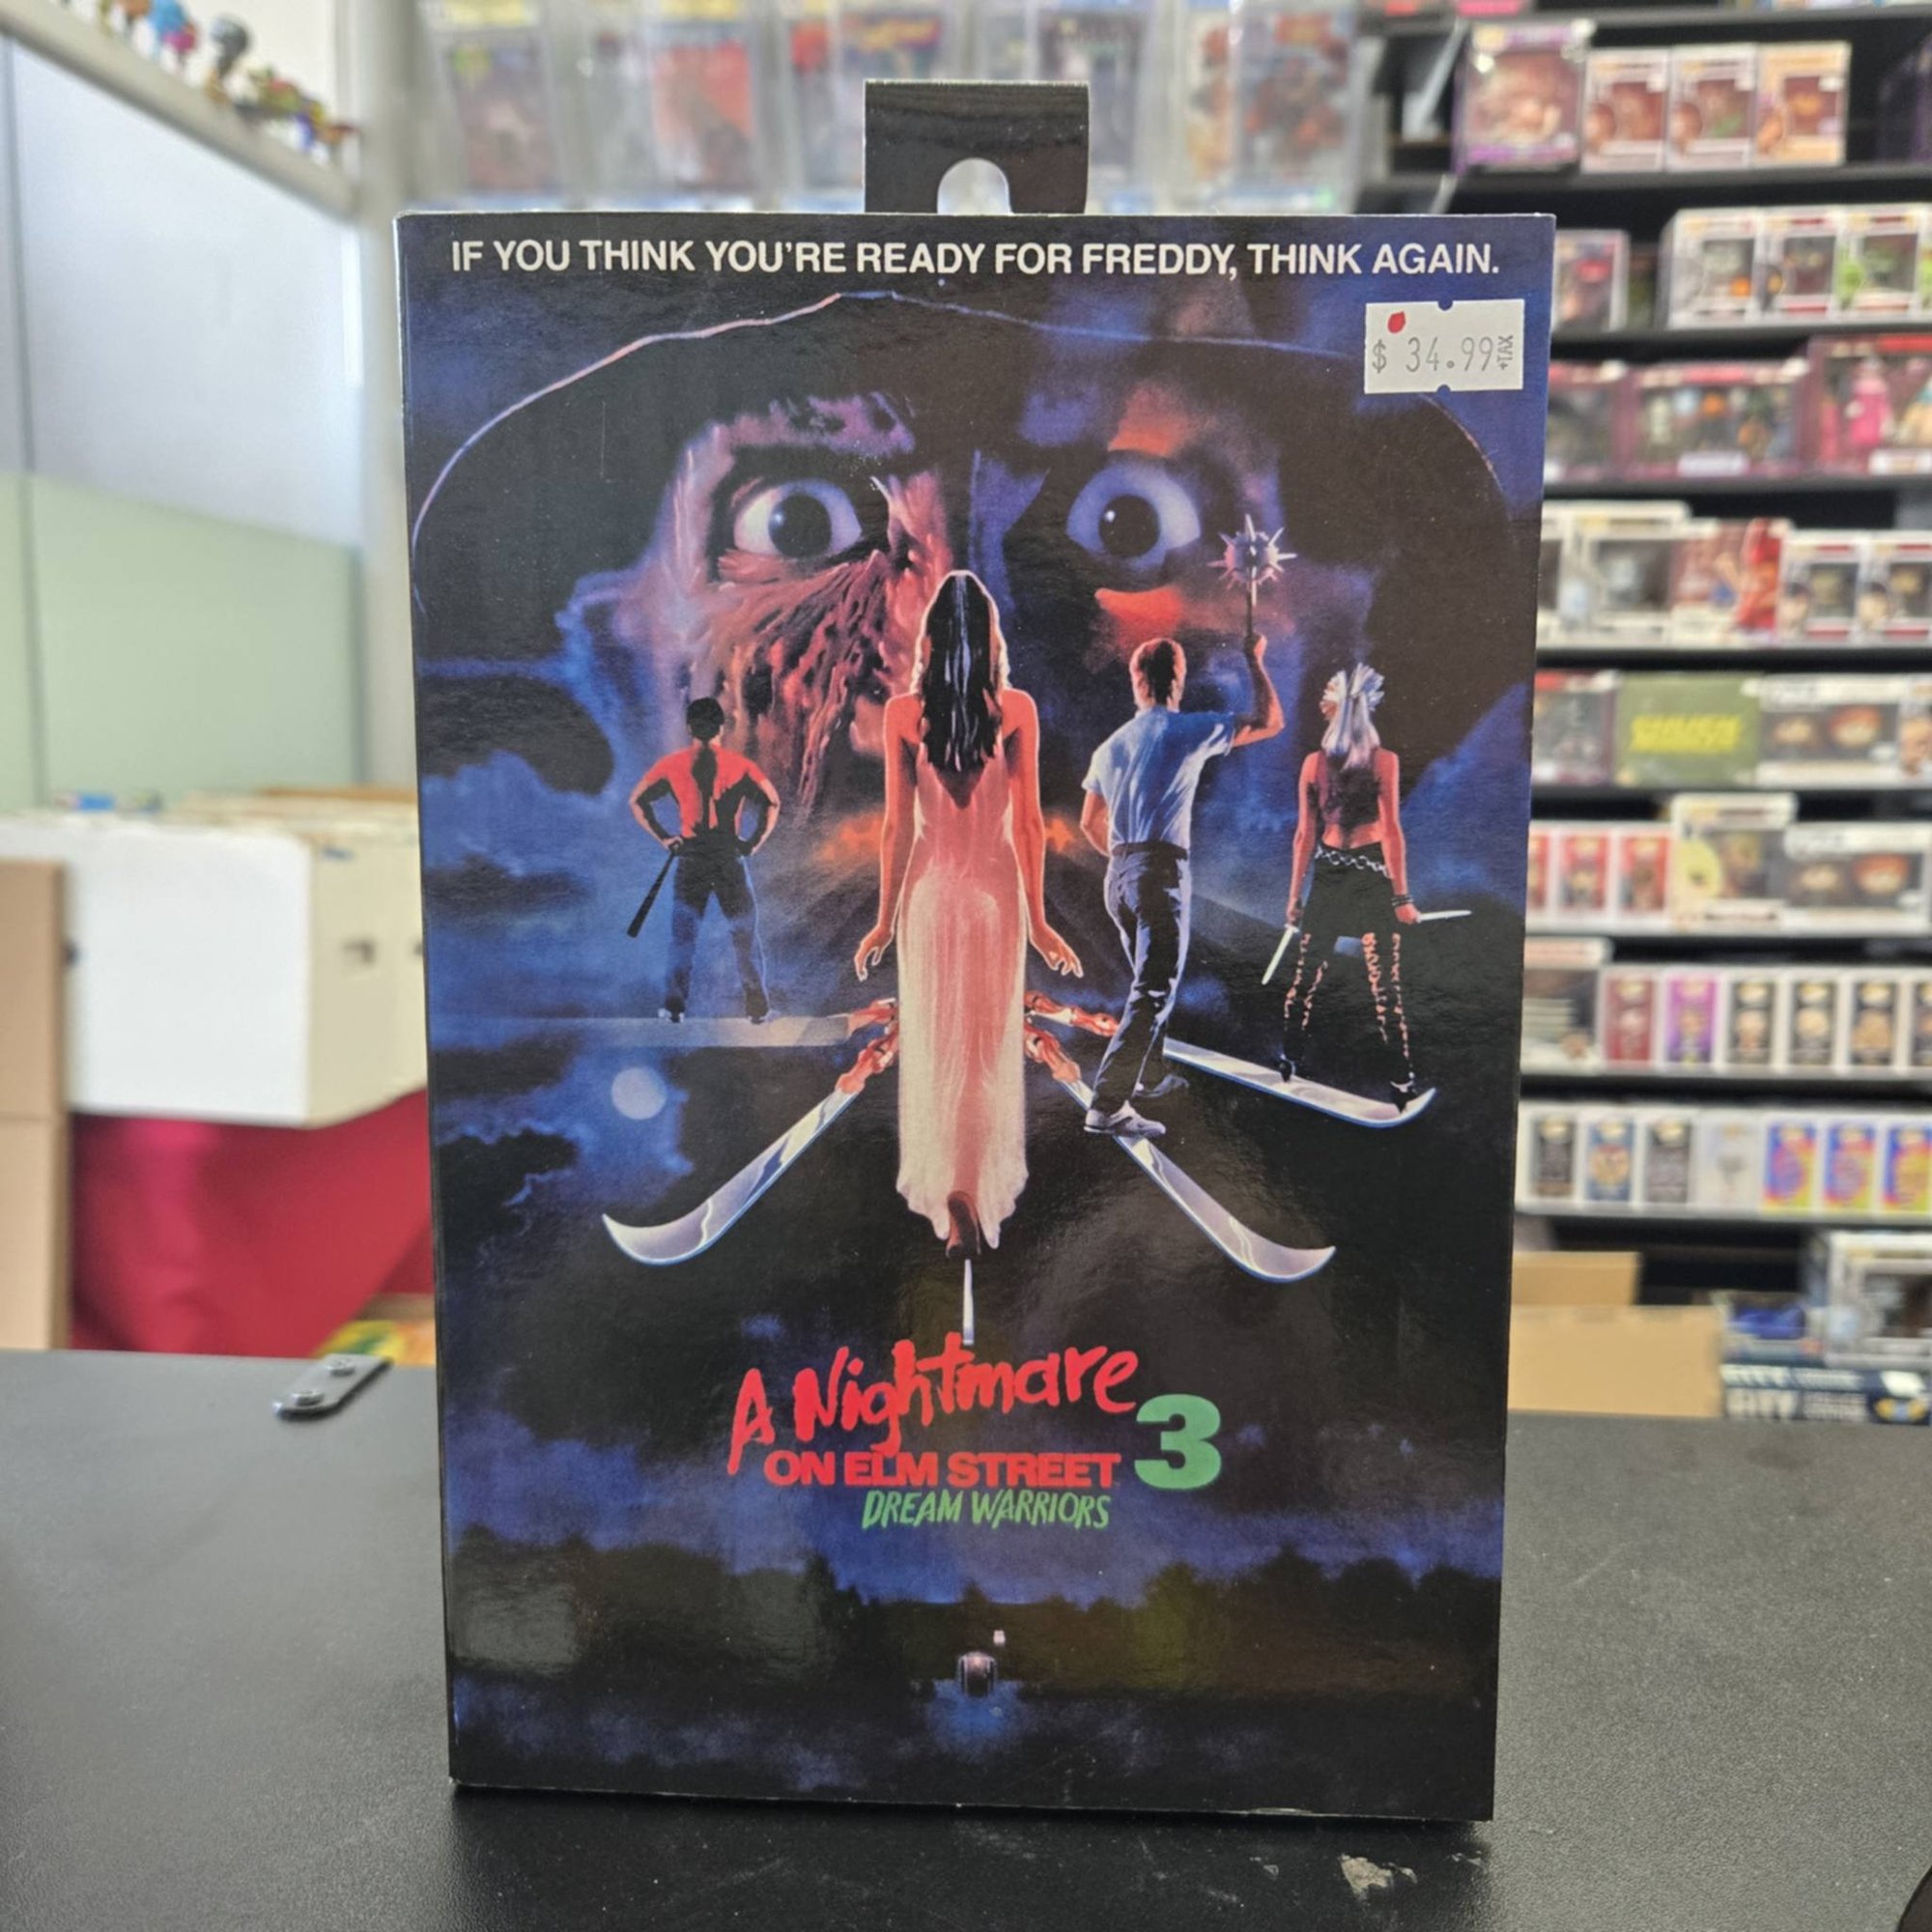 IF YOU THINK YOU'RE READY FOR FREDDY, THINK AGAIN.
$ 34.99 +TAX
A Nightmare
ON ELM STREET 3
DREAM WARRIORS